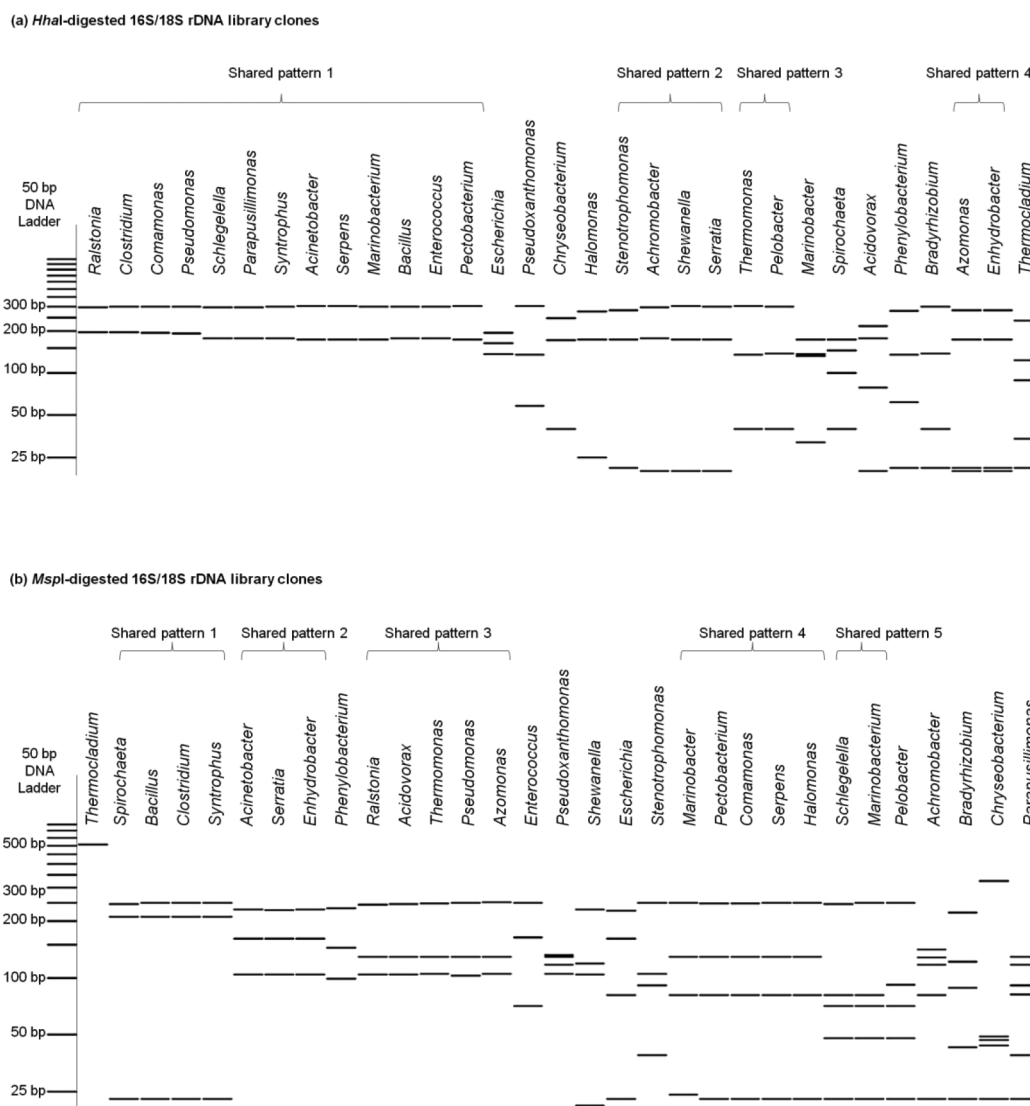 (a) HhaI-digested 16S/18S rDNA library clones
Shared pattern 1
Shared pattern 2
Shared pattern 3
Shared pattern 4
50 bp
DNA
Ladder
Ralstonia
Clostridium
Comamonas
Pseudomonas
Schlegelella
Parapusillimonas
Syntrophus
Acinetobacter
Serpens
Marinobacterium
Bacillus
Enterococcus
Pectobacterium
Escherichia
Pseudoxanthomonas
Chryseobacterium
Halomonas
Stenotrophomonas
Achromobacter
Shewanella
Serratia
Thermomonas
Pelobacter
Marinobacter
Spirochaeta
Acidovorax
Phenylobacterium
Bradyrhizobium
Azomonas
Enhydrobacter
Thermocladium
300 bp
200 bp
100 bp
50 bp
25 bp
(b) MspI-digested 16S/18S rDNA library clones
Shared pattern 1
Shared pattern 2
Shared pattern 3
Shared pattern 4
Shared pattern 5
50 bp
DNA
Ladder
Thermocladium
Spirochaeta
Bacillus
Clostridium
Syntrophus
Acinetobacter
Serratia
Enhydrobacter
Phenylobacterium
Ralstonia
Acidovorax
Thermomonas
Pseudomonas
Azomonas
Enterococcus
Pseudoxanthomonas
Shewanella
Escherichia
Stenotrophomonas
Marinobacter
Pectobacterium
Comamonas
Serpens
Halomonas
Schlegelella
Marinobacterium
Pelobacter
Achromobacter
Bradyrhizobium
Chryseobacterium
500 bp
300 bp
200 bp
100 bp
50 bp
25 bp